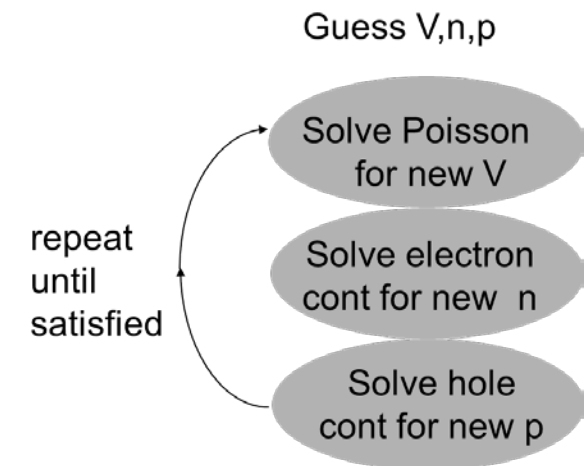 Guess V,n,p
Solve Poisson
for new V
repeat
until
satisfied
Solve electron
cont for new n
Solve hole
cont for new p